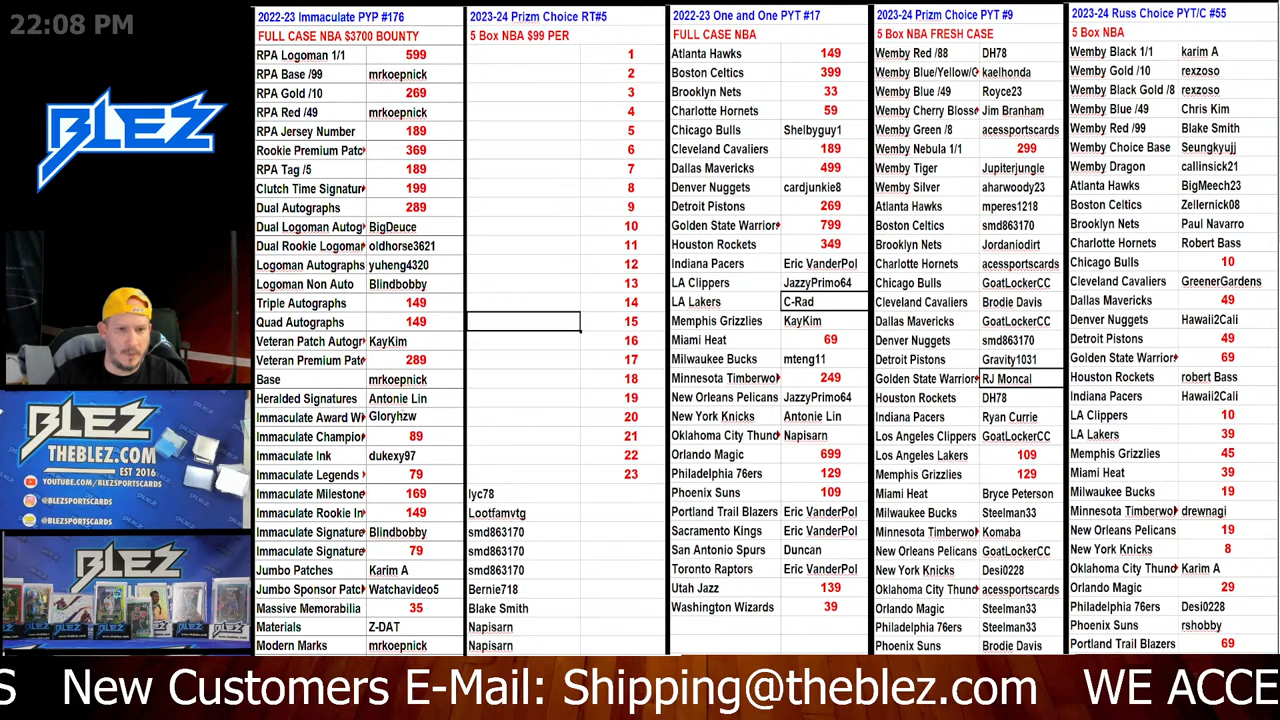 22:08 PM
BLEZ
BLEZ
THEBLEZ.COM
EST 2016
YOUTUBE.COM/BLEZSPORTSCARDS
@BLEZSPORTSCARDS
@BLEZSPORTSCARDS
BLEZ
2022-23 Immaculate PYP #176
FULL CASE NBA $3700 BOUNTY
RPA Logoman 1/1 599
RPA Base /99 mrkoepnick
RPA Gold /10 269
RPA Red /49 mrkoepnick
RPA Jersey Number 189
Rookie Premium Patc 369
RPA Tag /5 189
Clutch Time Signatur 199
Dual Autographs 289
Dual Logoman Autog BigDeuce
Dual Rookie Logomar oldhorse3621
Logoman Autographs yuheng4320
Logoman Non Auto Blindbobby
Triple Autographs 149
Quad Autographs 149
Veteran Patch Autogr KayKim
Veteran Premium Pat 289
Base mrkoepnick
Heralded Signatures Antonie Lin
Immaculate Award W Gloryhzw
Immaculate Champio 89
Immaculate Ink dukexy97
Immaculate Legends 79
Immaculate Milestone 169
Immaculate Rookie In 149
Immaculate Signature Blindbobby
Immaculate Signature 79
Jumbo Patches Karim A
Jumbo Sponsor Patc Watchavideo5
Massive Memorabilia 35
Materials Z-DAT
Modern Marks mrkoepnick
2023-24 Prizm Choice RT#5
5 Box NBA $99 PER
1
2
3
4
5
6
7
8
9
10
11
12
13
14
15
16
17
18
19
20
21
22
23
lyc78
Lootfamvtg
smd863170
smd863170
smd863170
Bernie718
Blake Smith
Napisarn
Napisarn
2022-23 One and One PYT #17
FULL CASE NBA
Atlanta Hawks 149
Boston Celtics 399
Brooklyn Nets 33
Charlotte Hornets 59
Chicago Bulls Shelbyguy1
Cleveland Cavaliers 189
Dallas Mavericks 499
Denver Nuggets cardjunkie8
Detroit Pistons 269
Golden State Warrior 799
Houston Rockets 349
Indiana Pacers Eric VanderPol
LA Clippers JazzyPrimo64
LA Lakers C-Rad
Memphis Grizzlies KayKim
Miami Heat 69
Milwaukee Bucks mteng11
Minnesota Timberwo 249
New Orleans Pelicans JazzyPrimo64
New York Knicks Antonie Lin
Oklahoma City Thund Napisarn
Orlando Magic 699
Philadelphia 76ers 129
Phoenix Suns 109
Portland Trail Blazers Eric VanderPol
Sacramento Kings Eric VanderPol
San Antonio Spurs Duncan
Toronto Raptors Eric VanderPol
Utah Jazz 139
Washington Wizards 39
2023-24 Prizm Choice PYT #9
5 Box NBA FRESH CASE
Wemby Red /88 DH78
Wemby Blue/Yellow/G kaelhonda
Wemby Blue /49 Royce23
Wemby Cherry Bloss Jim Branham
Wemby Green /8 acessportscards
Wemby Nebula 1/1 299
Wemby Tiger Jupiterjungle
Wemby Silver aharwoody23
Atlanta Hawks mperes1218
Boston Celtics smd863170
Brooklyn Nets Jordaniodirt
Charlotte Hornets acessportscards
Chicago Bulls GoatLockerCC
Cleveland Cavaliers Brodie Davis
Dallas Mavericks GoatLockerCC
Denver Nuggets smd863170
Detroit Pistons Gravity1031
Golden State Warrior RJ Moncal
Houston Rockets DH78
Indiana Pacers Ryan Currie
Los Angeles Clippers GoatLockerCC
Los Angeles Lakers 109
Memphis Grizzlies 129
Miami Heat Bryce Peterson
Milwaukee Bucks Steelman33
Minnesota Timberwo Komaba
New Orleans Pelicans GoatLockerCC
New York Knicks Desi0228
Oklahoma City Thund acessportscards
Orlando Magic Steelman33
Philadelphia 76ers Steelman33
Phoenix Suns Brodie Davis
2023-24 Russ Choice PYT/C #55
5 Box NBA
Wemby Black 1/1 karim A
Wemby Gold /10 rexzoso
Wemby Black Gold /8 rexzoso
Wemby Blue /49 Chris Kim
Wemby Red /99 Blake Smith
Wemby Choice Base Seungkyujj
Wemby Dragon callinsick21
Atlanta Hawks BigMeech23
Boston Celtics Zellernick08
Brooklyn Nets Paul Navarro
Charlotte Hornets Robert Bass
Chicago Bulls 10
Cleveland Cavaliers GreenerGardens
Dallas Mavericks 49
Denver Nuggets Hawaii2Cali
Detroit Pistons 49
Golden State Warrior 69
Houston Rockets robert Bass
Indiana Pacers Hawaii2Cali
LA Clippers 10
LA Lakers 39
Memphis Grizzlies 45
Miami Heat 39
Milwaukee Bucks 19
Minnesota Timberwo drewnagi
New Orleans Pelicans 19
New York Knicks 8
Oklahoma City Thund Karim A
Orlando Magic 29
Philadelphia 76ers Desi0228
Phoenix Suns rshobby
Portland Trail Blazers 69
S New Customers E-Mail: Shipping@theblez.com WE ACCE